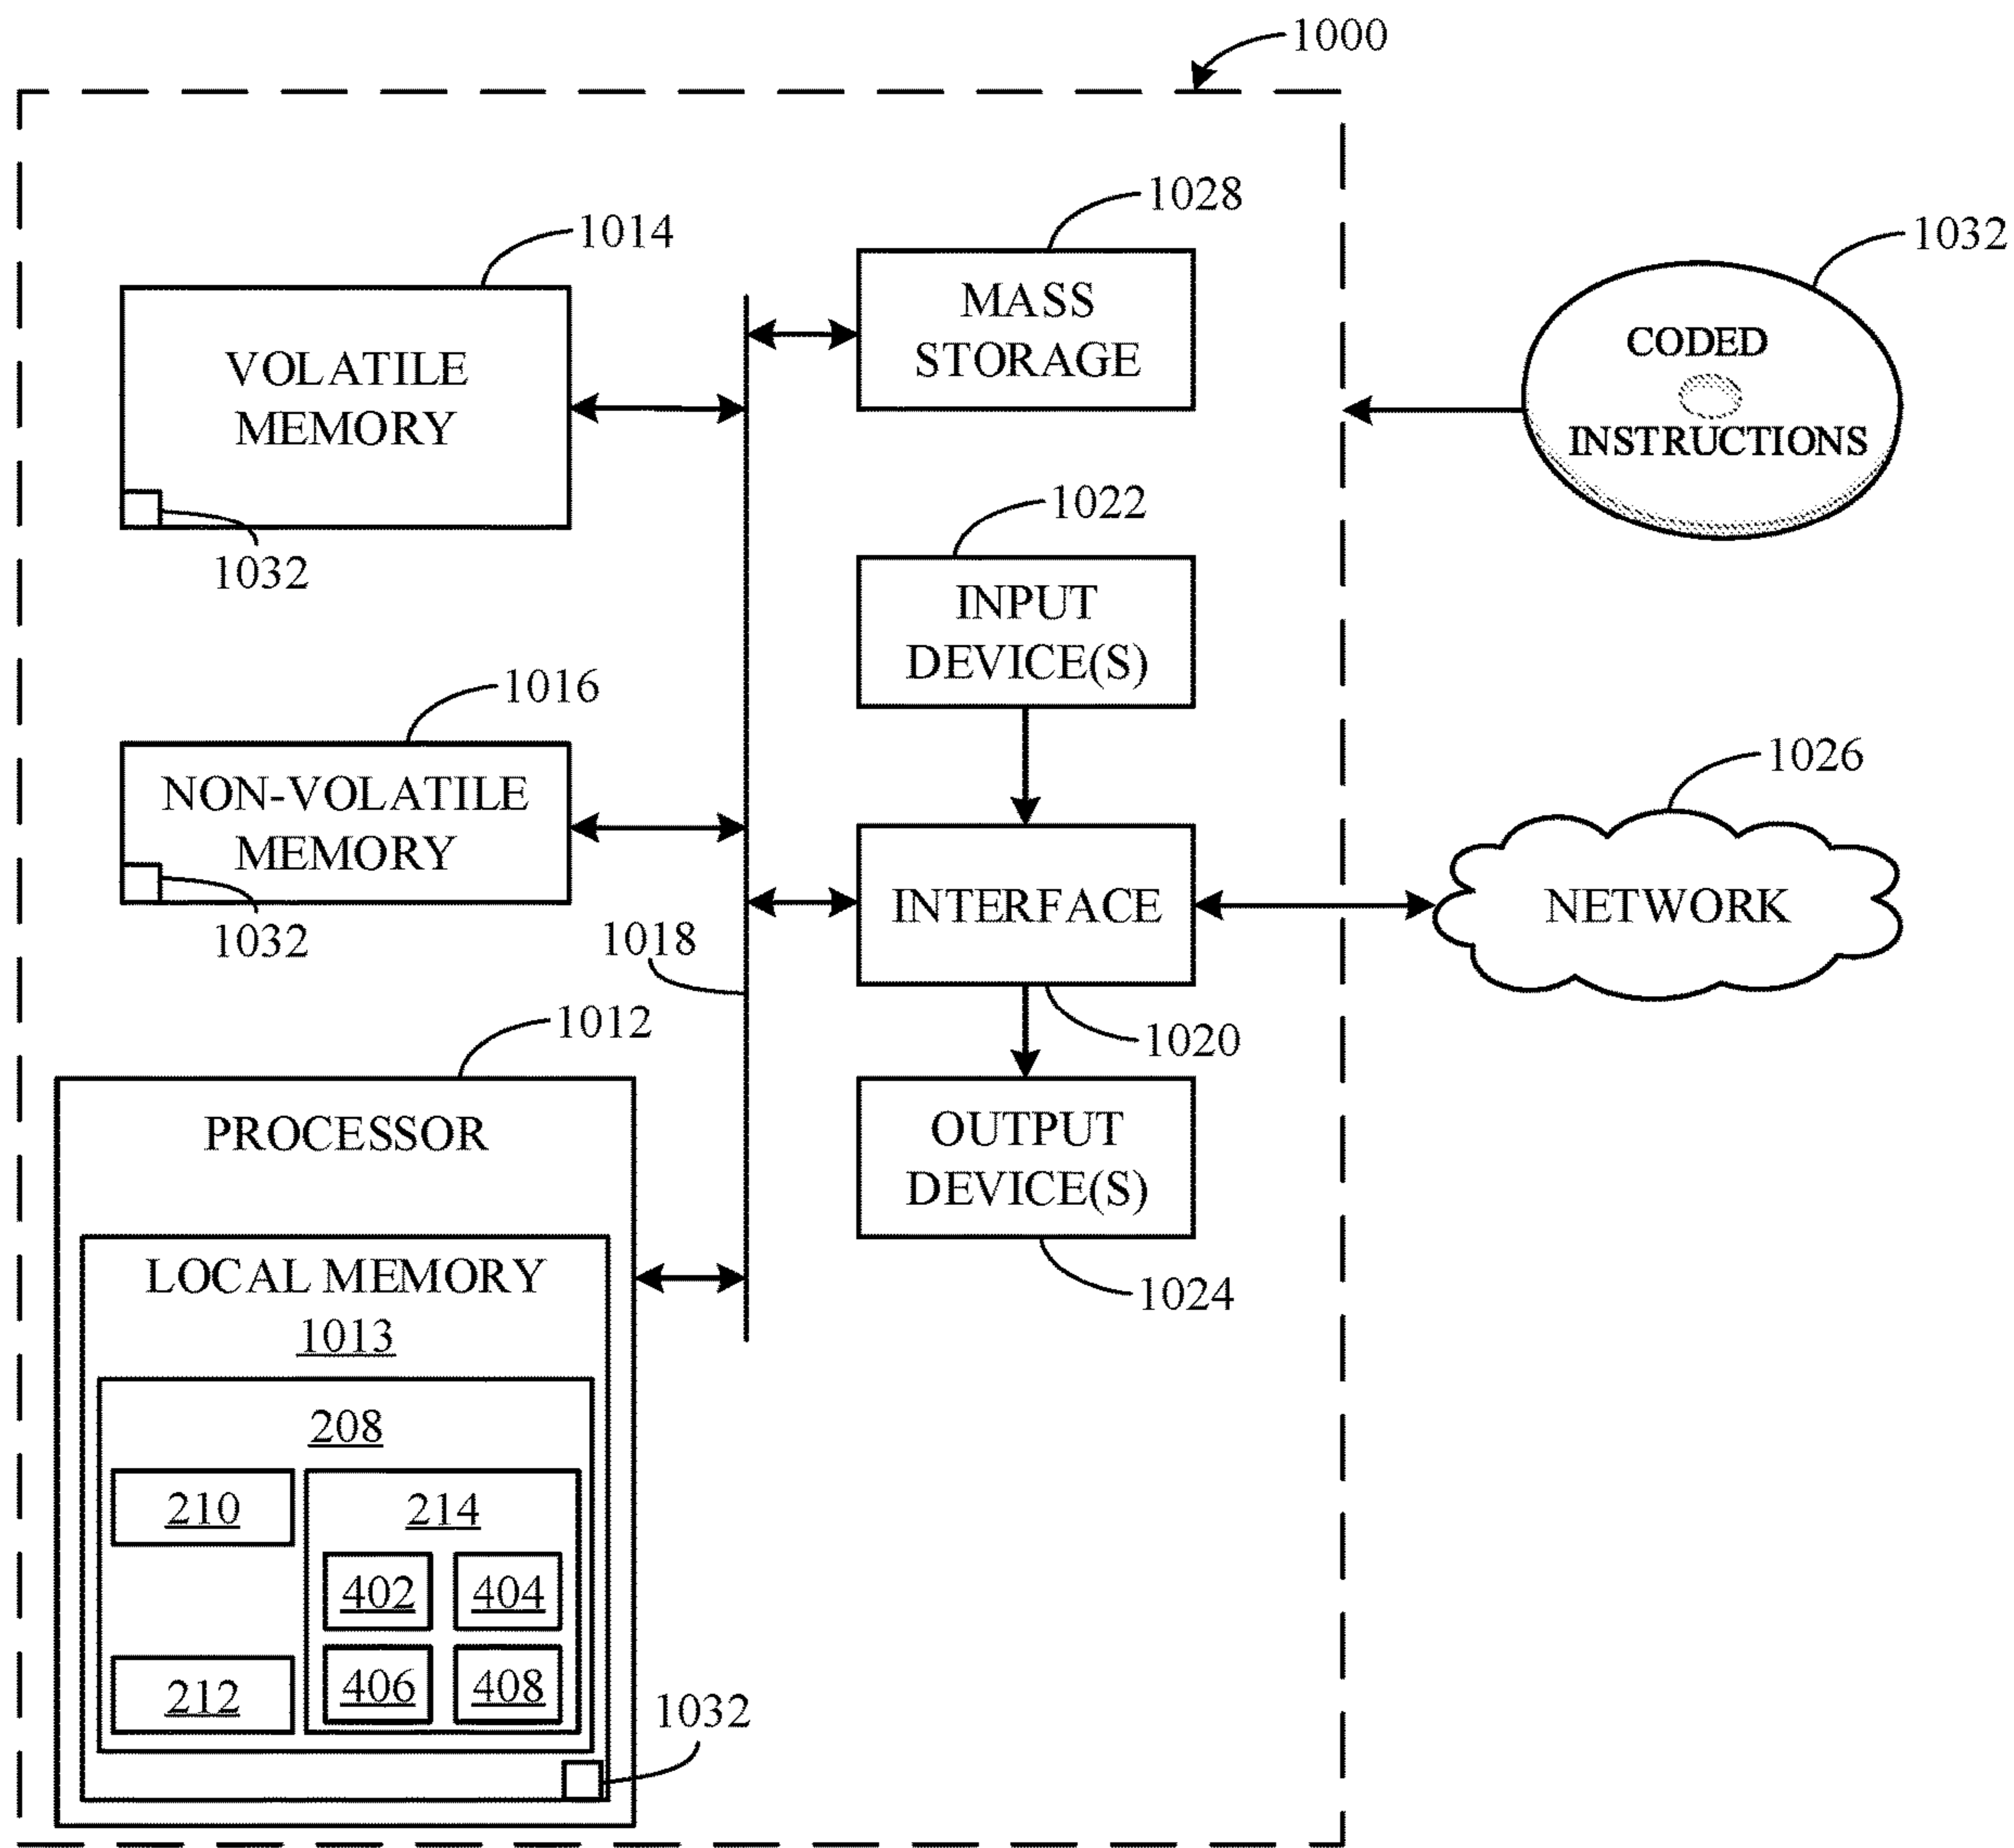 1000
1028
1014
1032
MASS
STORAGE
VOLATILE
MEMORY
CODED
INSTRUCTIONS
1022
1032
INPUT
DEVICE(S)
1016
1026
NON-VOLATILE
MEMORY
INTERFACE
NETWORK
1032
1018
1012
1020
PROCESSOR
OUTPUT
DEVICE(S)
LOCAL MEMORY
1013
1024
208
210
214
402
404
406
408
212
1032